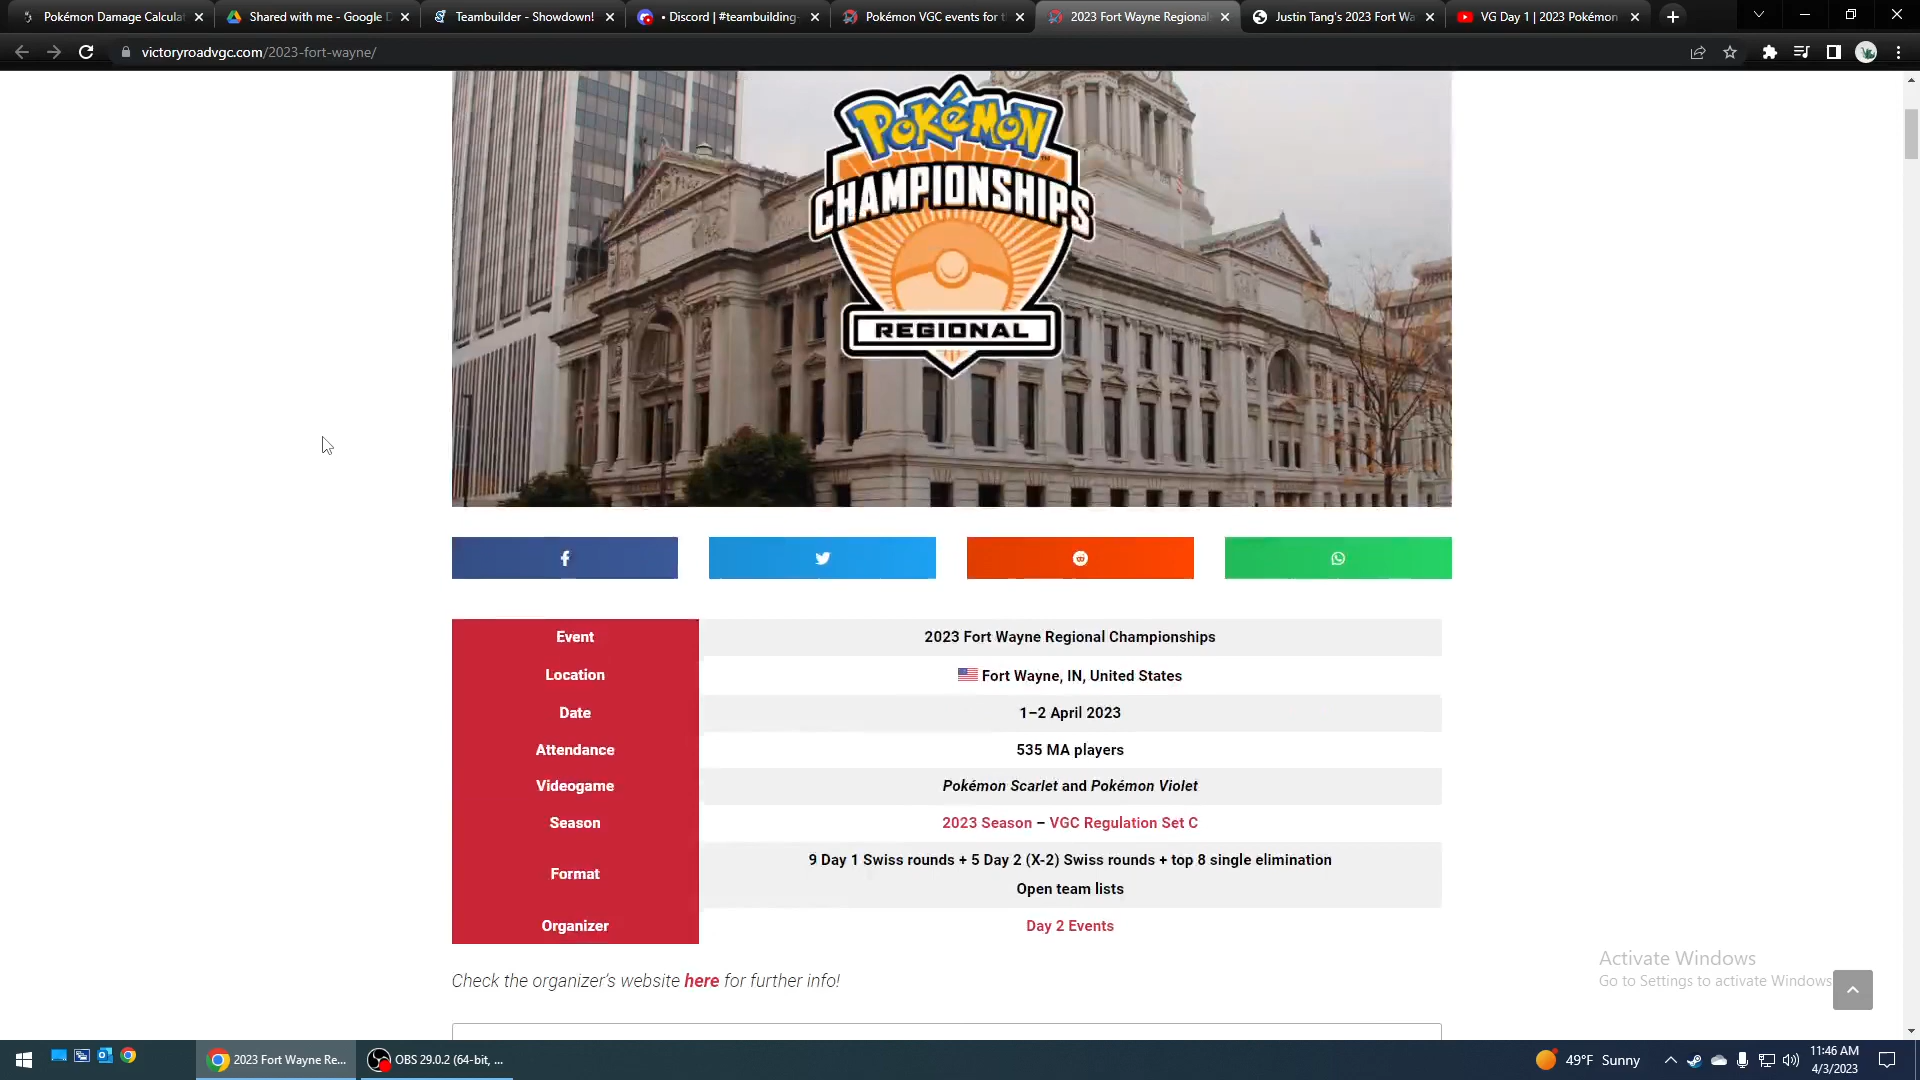 Pokémon Damage Calculat
Shared with me - Google D
Teambuilder - Showdown!
• Discord | #teambuilding-
Pokémon VGC events for t
2023 Fort Wayne Regional
Justin Tang's 2023 Fort Wa
VG Day 1 | 2023 Pokémon
victoryroadvgc.com/2023-fort-wayne/
POKéMON
TM
CHAMPIONSHIPS
REGIONAL
Event
2023 Fort Wayne Regional Championships
Location
Fort Wayne, IN, United States
Date
1–2 April 2023
Attendance
535 MA players
Videogame
Pokémon Scarlet and Pokémon Violet
Season
2023 Season – VGC Regulation Set C
Format
9 Day 1 Swiss rounds + 5 Day 2 (X-2) Swiss rounds + top 8 single elimination
Open team lists
Organizer
Day 2 Events
Check the organizer's website here for further info!
Activate Windows
Go to Settings to activate Windows
2023 Fort Wayne Re...
OBS 29.0.2 (64-bit, ...
49°F Sunny
11:46 AM
4/3/2023